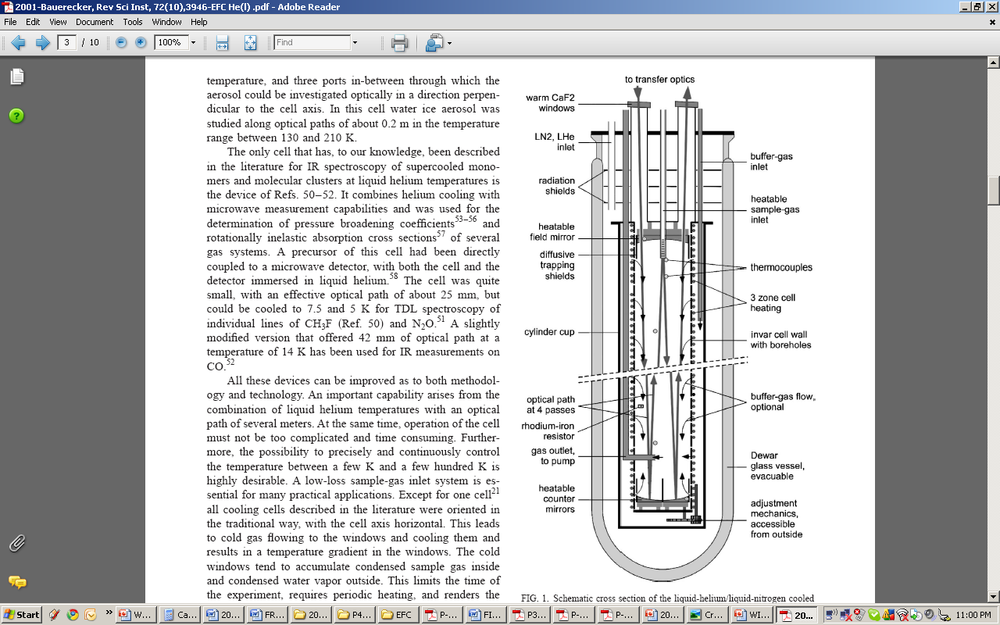 2001-Bauerecker, Rev Sci Inst, 72(10),3946-EFC He(l) .pdf - Adobe Reader
File Edit View Document Tools Window Help
3 / 10 100% Find
temperature, and three ports in-between through which the
aerosol could be investigated optically in a direction perpen-
dicular to the cell axis. In this cell water ice aerosol was
studied along optical paths of about 0.2 m in the temperature
range between 130 and 210 K.
The only cell that has, to our knowledge, been described
in the literature for IR spectroscopy of supercooled mono-
mers and molecular clusters at liquid helium temperatures is
the device of Refs. 50–52. It combines helium cooling with
microwave measurement capabilities and was used for the
determination of pressure broadening coefficients53–56 and
rotationally inelastic absorption cross sections57 of several
gas systems. A precursor of this cell had been directly
coupled to a microwave detector, with both the cell and the
detector immersed in liquid helium.58 The cell was quite
small, with an effective optical path of about 25 mm, but
could be cooled to 7.5 and 5 K for TDL spectroscopy of
individual lines of CH3F (Ref. 50) and N2O.51 A slightly
modified version that offered 42 mm of optical path at a
temperature of 14 K has been used for IR measurements on
CO.52
All these devices can be improved as to both methodol-
ogy and technology. An important capability arises from the
combination of liquid helium temperatures with an optical
path of several meters. At the same time, operation of the cell
must not be too complicated and time consuming. Further-
more, the possibility to precisely and continuously control
the temperature between a few K and a few hundred K is
highly desirable. A low-loss sample-gas inlet system is es-
sential for many practical applications. Except for one cell21
all cooling cells described in the literature were oriented in
the traditional way, with the cell axis horizontal. This leads
to cold gas flowing to the windows and cooling them and
results in a temperature gradient in the windows. The cold
windows tend to accumulate condensed sample gas inside
and condensed water vapor outside. This limits the time of
the experiment, requires periodic heating, and renders the
to transfer optics
warm CaF2
windows
LN2, LHe
inlet
radiation
shields
heatable
field mirror
diffusive
trapping
shields
cylinder cup
optical path
at 4 passes
rhodium-iron
resistor
gas outlet,
to pump
heatable
counter
mirrors
buffer-gas
inlet
heatable
sample-gas
inlet
thermocouples
3 zone cell
heating
invar cell wall
with boreholes
buffer-gas flow,
optional
Dewar
glass vessel,
evacuable
adjustment
mechanics,
accessible
from outside
FIG. 1. Schematic cross section of the liquid-helium/liquid-nitrogen cooled
Start » W... Ca... 20... FR... 20... P4... EFC P-... FI... P3... P-... P-... 20... Cr... WI... 20... 11:00 PM